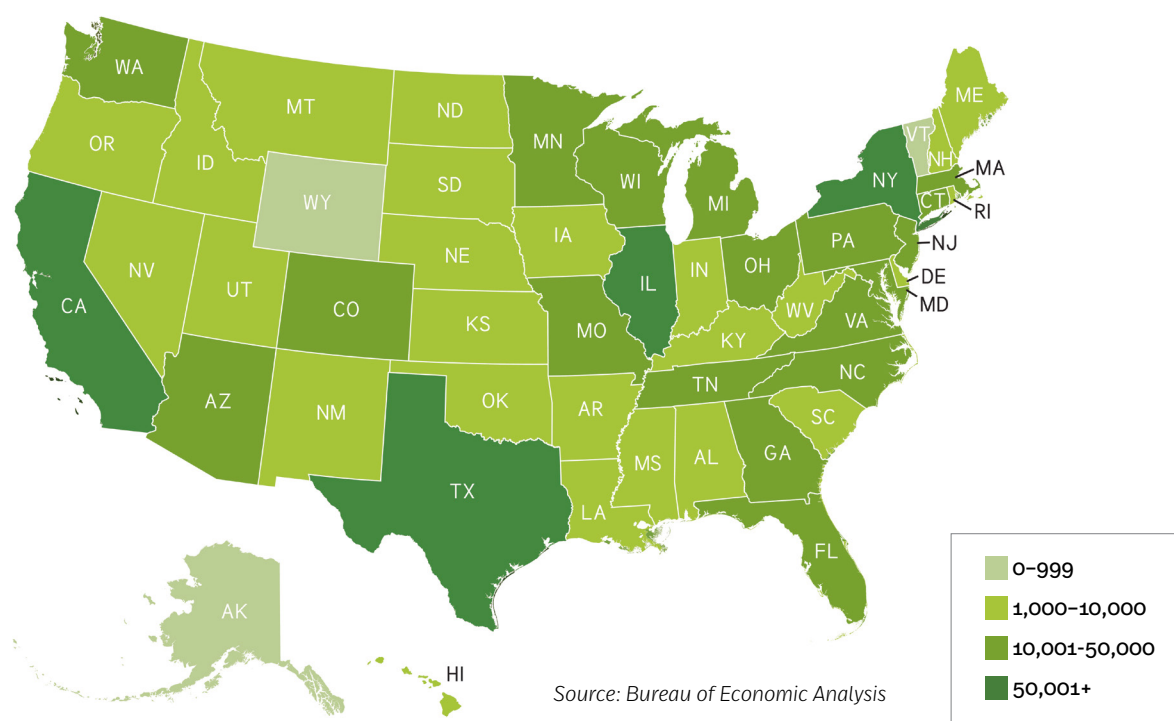 WA
MT
ND
MN
ME
VT
NH
OR
ID
SD
WI
MI
NY
MA
WY
CT
RI
IA
PA
NJ
NE
NV
UT
IL
IN
OH
DE
MD
CA
CO
KS
MO
WV
VA
KY
AZ
NM
OK
AR
TN
NC
SC
TX
MS
AL
GA
LA
FL
AK
HI
0–999
1,000–10,000
10,001-50,000
50,001+
Source: Bureau of Economic Analysis